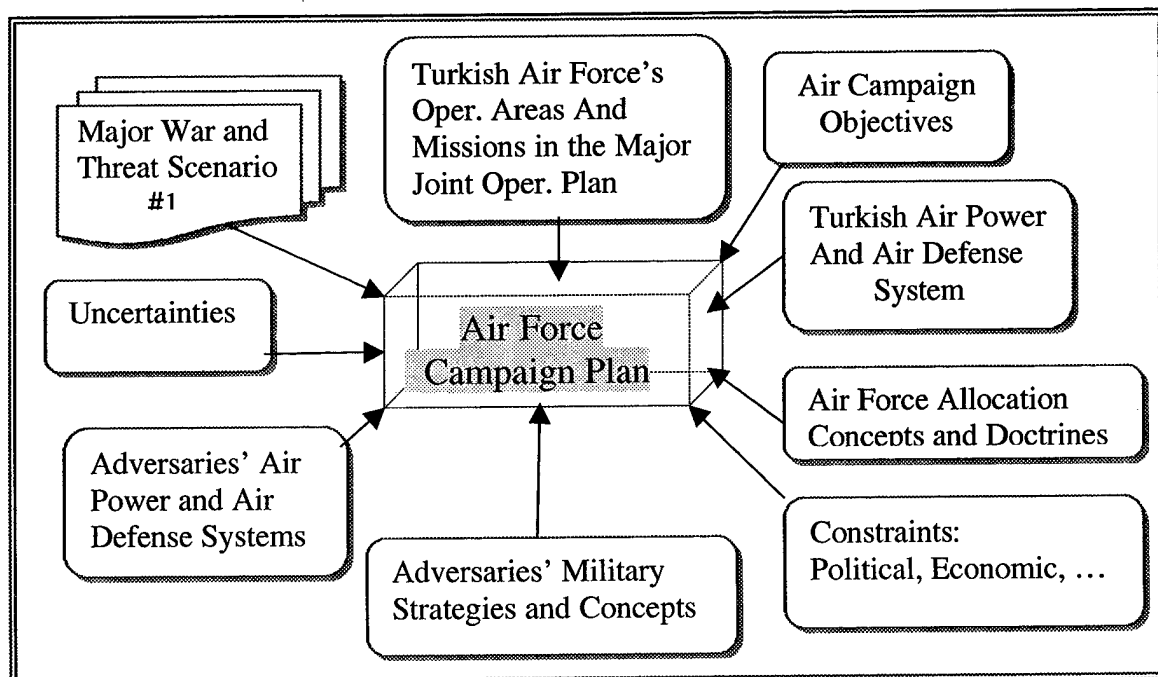 Major War and
Threat Scenario
#1
Turkish Air Force's
Oper. Areas And
Missions in the Major
Joint Oper. Plan
Air Campaign
Objectives
Turkish Air Power
And Air Defense
System
Uncertainties
Air Force
Campaign Plan
Air Force Allocation
Concepts and Doctrines
Adversaries' Air
Power and Air
Defense Systems
Adversaries' Military
Strategies and Concepts
Constraints:
Political, Economic, …